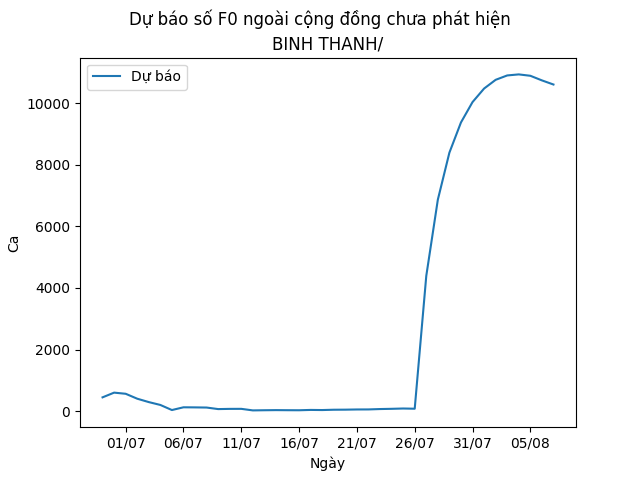 Dự báo số F0 ngoài cộng đồng chưa phát hiện
BINH THANH/
Dự báo
Ca
10000
8000
6000
4000
2000
0
01/07 06/07 11/07 16/07 21/07 26/07 31/07 05/08
Ngày